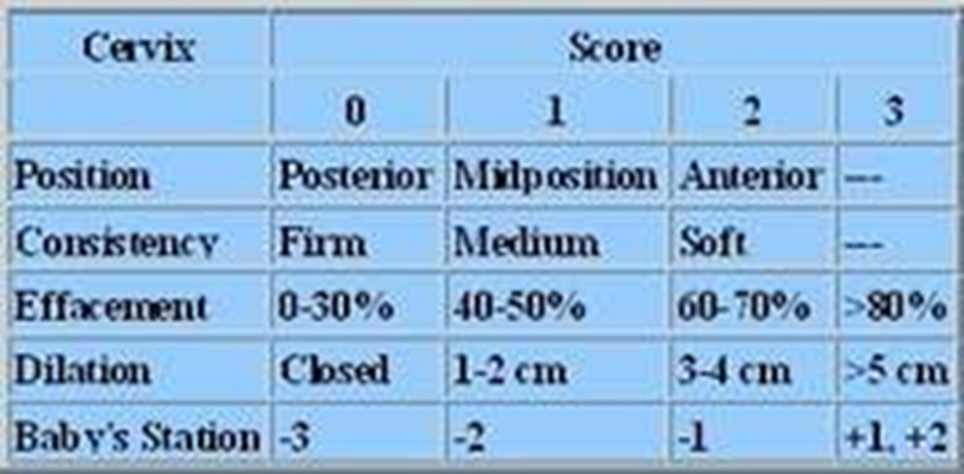 Cervix Score
0 1 2 3
Position Posterior Midposition Anterior ---
Consistency Firm Medium Soft ---
Effacement 0-30% 40-50% 60-70% >80%
Dilation Closed 1-2 cm 3-4 cm >5 cm
Baby's Station -3 -2 -1 +1, +2